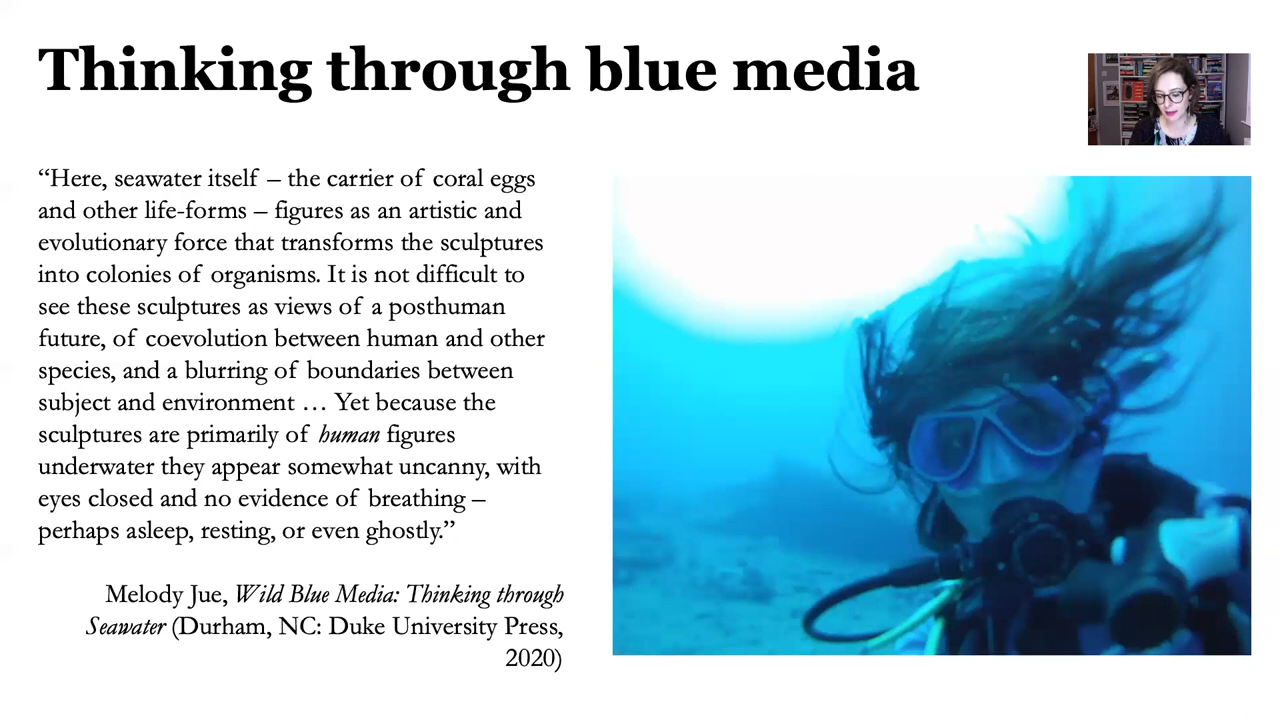 Thinking through blue media
“Here, seawater itself – the carrier of coral eggs
and other life-forms – figures as an artistic and
evolutionary force that transforms the sculptures
into colonies of organisms. It is not difficult to
see these sculptures as views of a posthuman
future, of coevolution between human and other
species, and a blurring of boundaries between
subject and environment … Yet because the
sculptures are primarily of human figures
underwater they appear somewhat uncanny, with
eyes closed and no evidence of breathing –
perhaps asleep, resting, or even ghostly.”
Melody Jue, Wild Blue Media: Thinking through
Seawater (Durham, NC: Duke University Press,
2020)